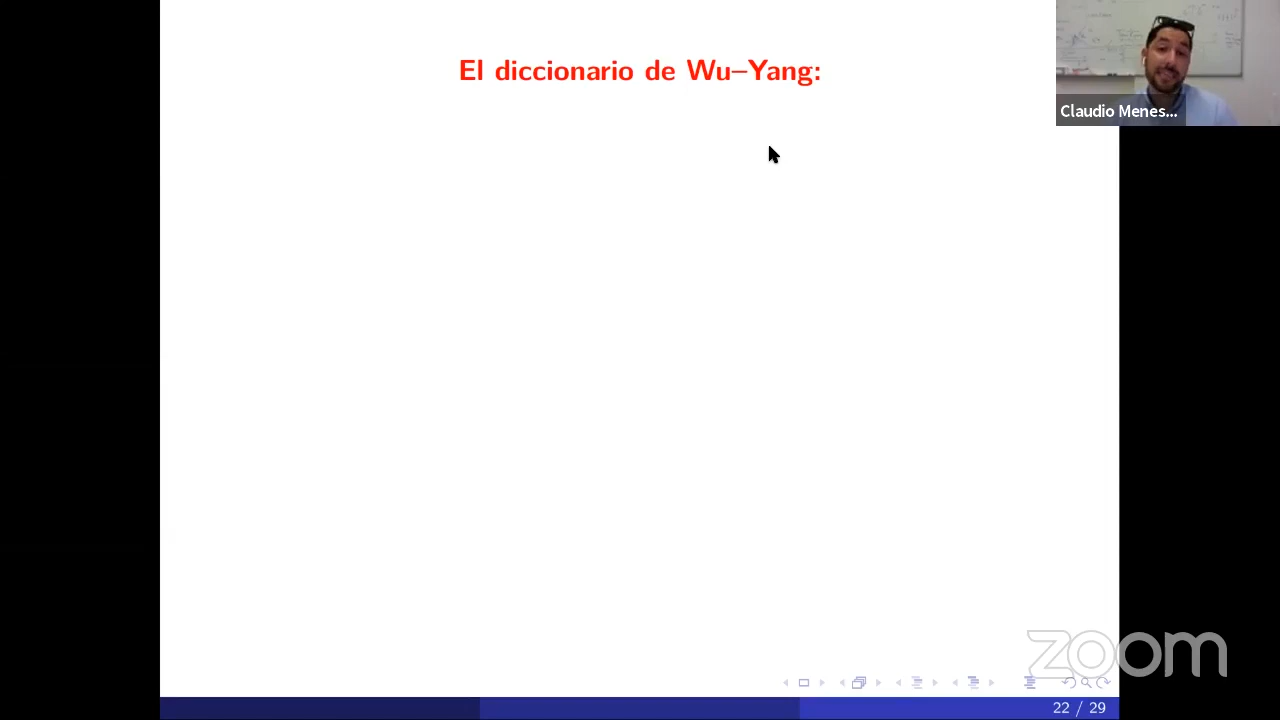 El diccionario de Wu–Yang:
Claudio Menes...
zoom
22 / 29